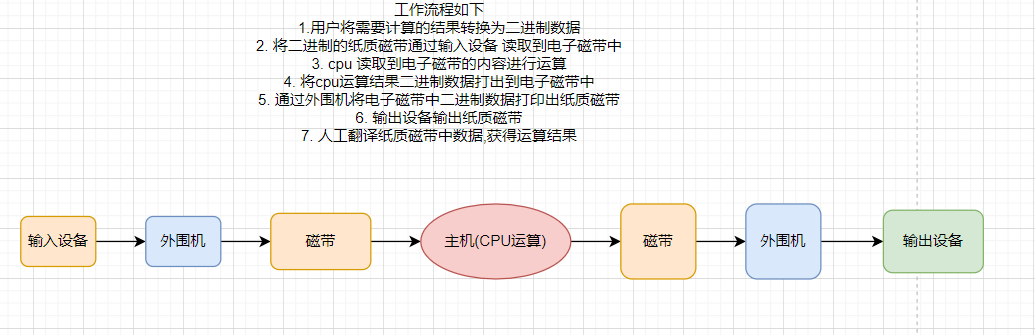 工作流程如下
1.用户将需要计算的结果转换为二进制数据
2. 将二进制的纸质磁带通过输入设备 读取到电子磁带中
3. cpu 读取到电子磁带的内容进行运算
4. 将cpu运算结果二进制数据打出到电子磁带中
5. 通过外围机将电子磁带中二进制数据打印出纸质磁带
6. 输出设备输出纸质磁带
7. 人工翻译纸质磁带中数据,获得运算结果
输入设备
外围机
磁带
主机(CPU运算)
磁带
外围机
输出设备